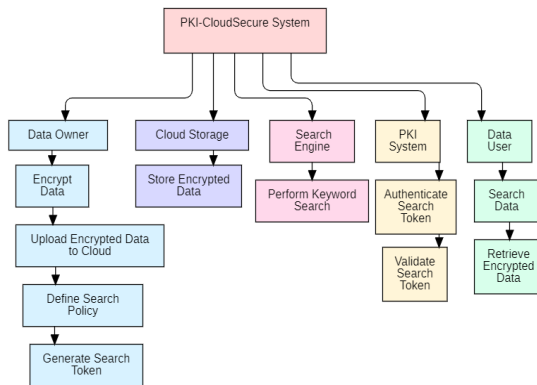 PKI-CloudSecure System
Data Owner
Cloud Storage
Search
Engine
PKI
System
Data
User
Encrypt
Data
Store Encrypted
Data
Perform Keyword
Search
Authenticate
Search
Token
Search
Data
Upload Encrypted Data
to Cloud
Validate
Search
Token
Retrieve
Encrypted
Data
Define Search
Policy
Generate Search
Token